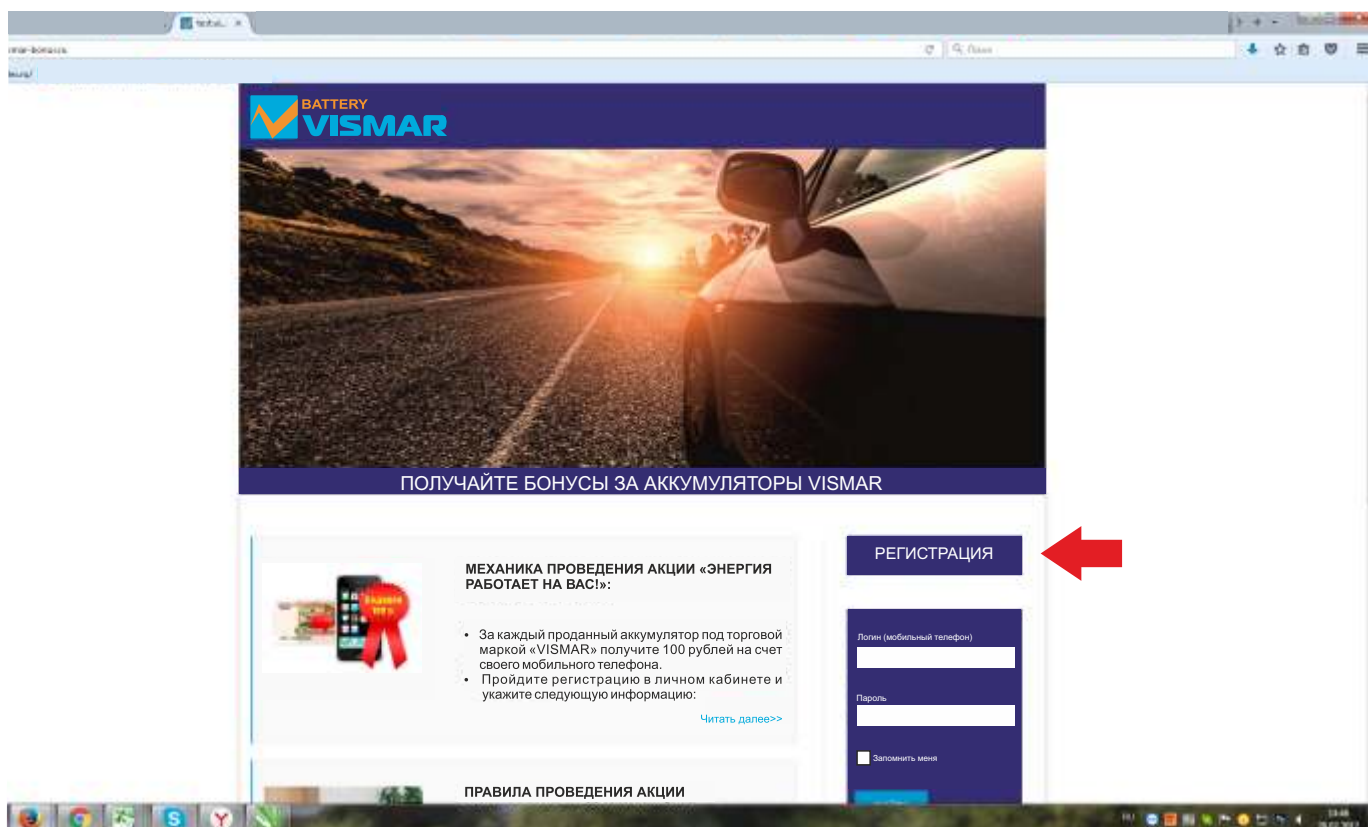 BATTERY
VISMAR
ПОЛУЧАЙТЕ БОНУСЫ ЗА АККУМУЛЯТОРЫ VISMAR
РЕГИСТРАЦИЯ
МЕХАНИКА ПРОВЕДЕНИЯ АКЦИИ «ЭНЕРГИЯ
РАБОТАЕТ НА ВАС!»:
• За каждый проданный аккумулятор под торговой
маркой «VISMAR» получите 100 рублей на счет
своего мобильного телефона.
• Пройдите регистрацию в личном кабинете и
укажите следующую информацию:
Читать далее>>
Логин (мобильный телефон)
Пароль
Запомнить меня
ПРАВИЛА ПРОВЕДЕНИЯ АКЦИИ